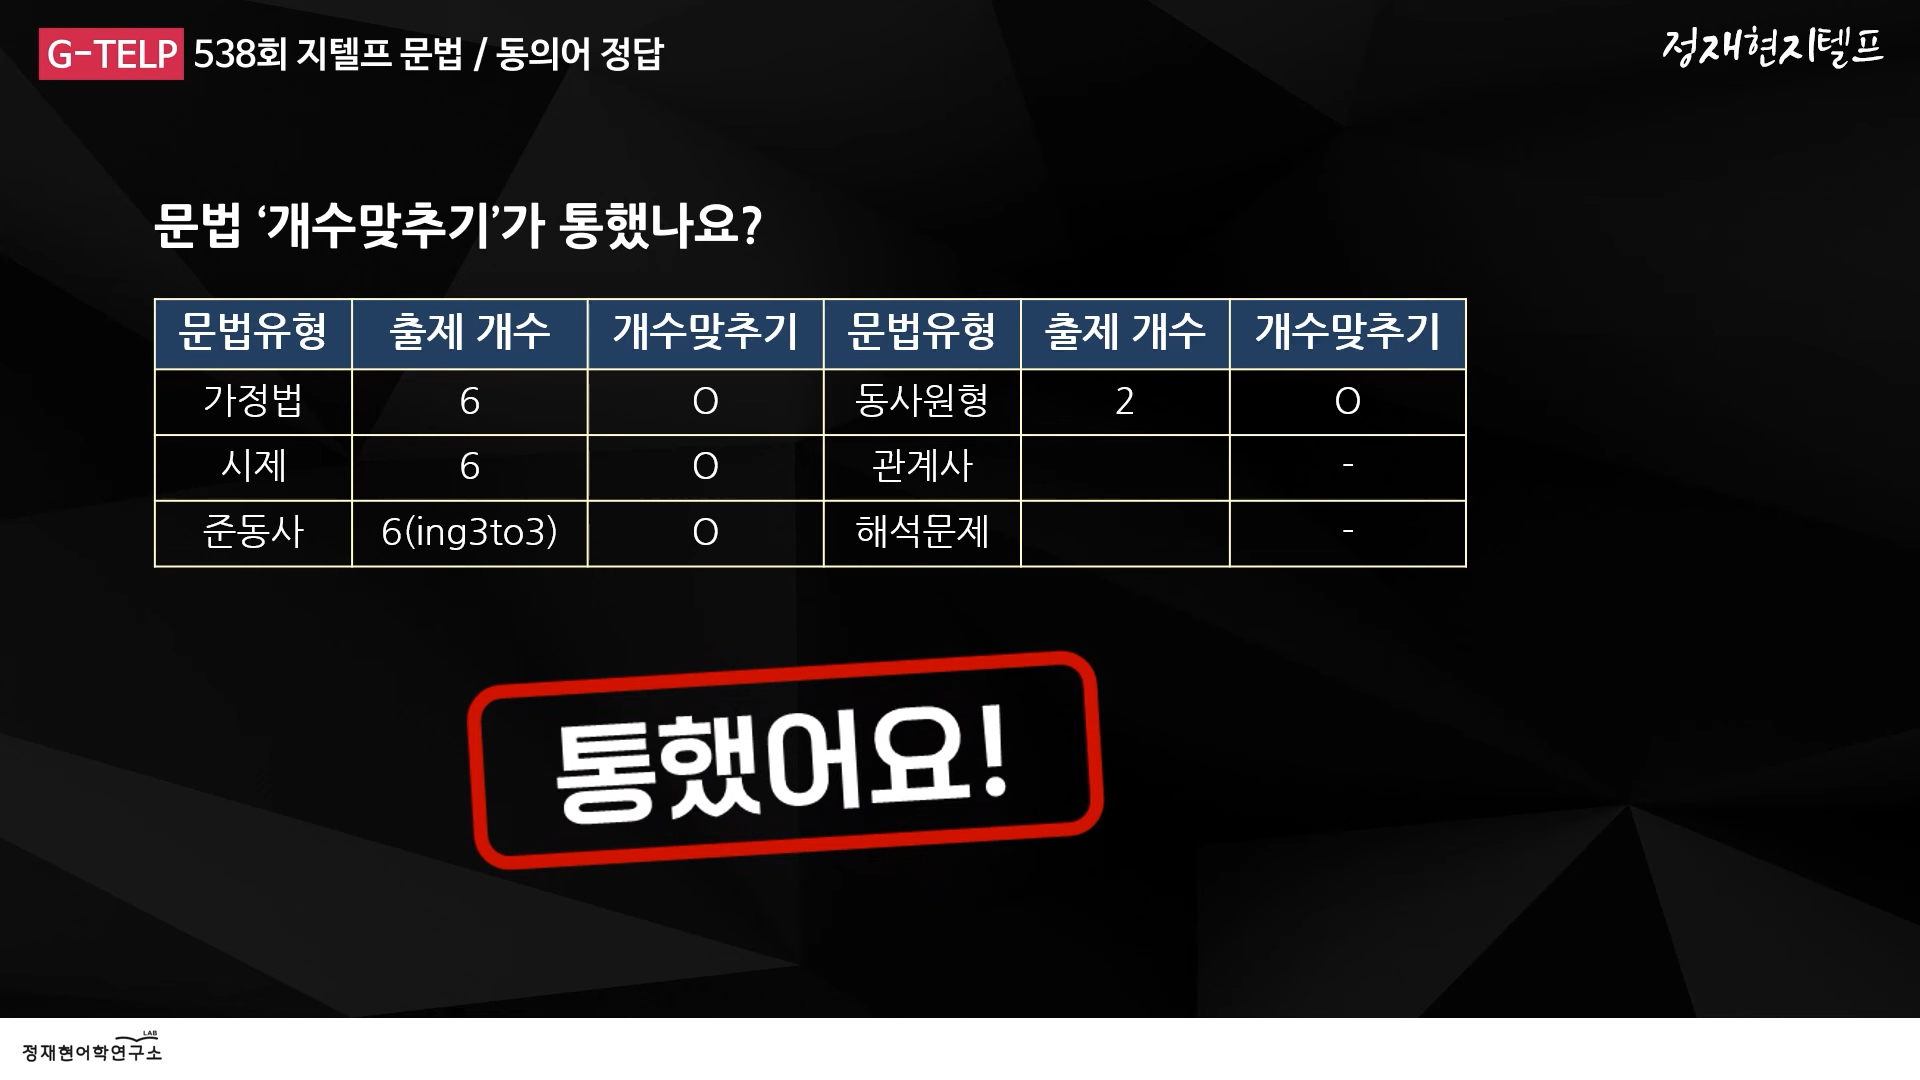 G-TELP 538회 지텔프 문법 / 동의어 정답
정재현지텔프
문법 ‘개수맞추기’가 통했나요?
문법유형 출제 개수 개수맞추기 문법유형 출제 개수 개수맞추기
가정법 6 O 동사원형 2 O
시제 6 O 관계사 -
준동사 6(ing3to3) O 해석문제 -
통했어요!
LAB
정재현어학연구소